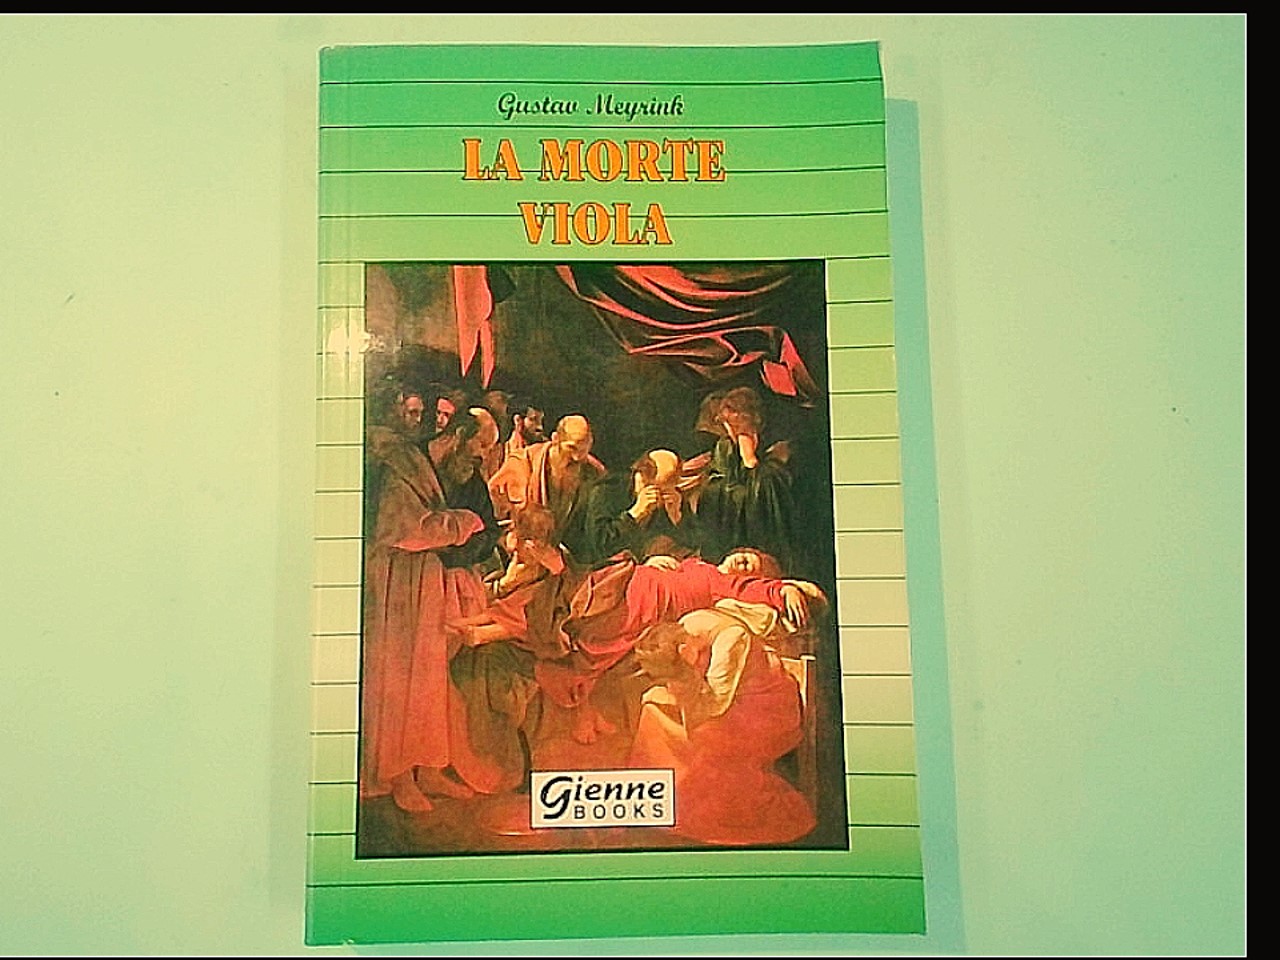 Gustav Meyrink
LA MORTE
VIOLA
Gienne
BOOKS